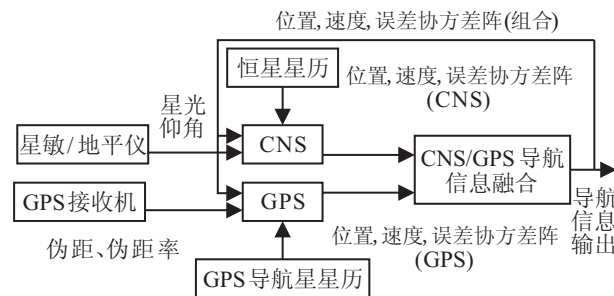 位置,速度,误差协方差阵(组合)
恒星星历
位置,速度,误差协方差阵
(CNS)
星光
仰角
星敏/地平仪
CNS
CNS/GPS导航
信息融合
GPS接收机
GPS
导航
信息
输出
伪距、伪距率
位置,速度,误差协方差阵
(GPS)
GPS导航星星历